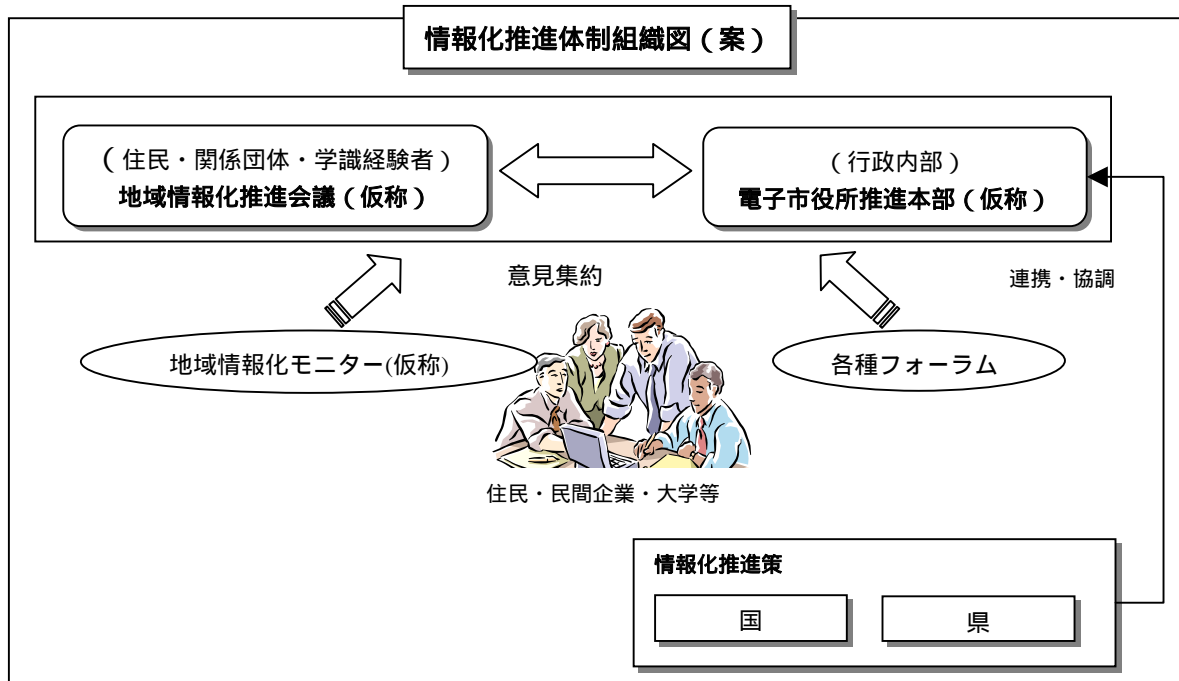 情報化推進体制組織図（案）
（住民・関係団体・学識経験者）
地域情報化推進会議（仮称）
（行政内部）
電子市役所推進本部（仮称）
意見集約
連携・協調
地域情報化モニター(仮称)
各種フォーラム
住民・民間企業・大学等
情報化推進策
国
県